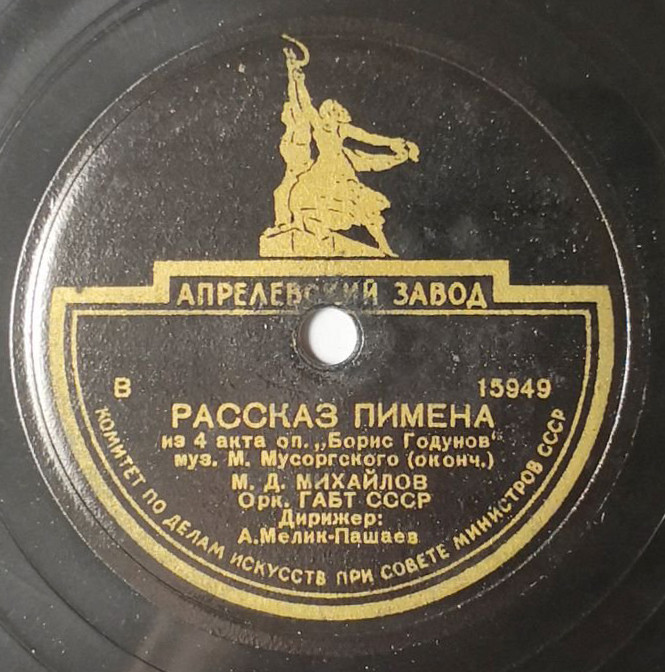 АПРЕЛЕВСКИЙ ЗАВОД
В 15949
РАССКАЗ ПИМЕНА
из 4 акта оп. „Борис Годунов“
муз. М. Мусоргского (оконч.)
М. Д. МИХАЙЛОВ
Орк. ГАБТ СССР
Дирижер:
А.Мелик-Пашаев
КОМИТЕТ ПО ДЕЛАМ ИСКУССТВ ПРИ СОВЕТЕ МИНИСТРОВ СССР